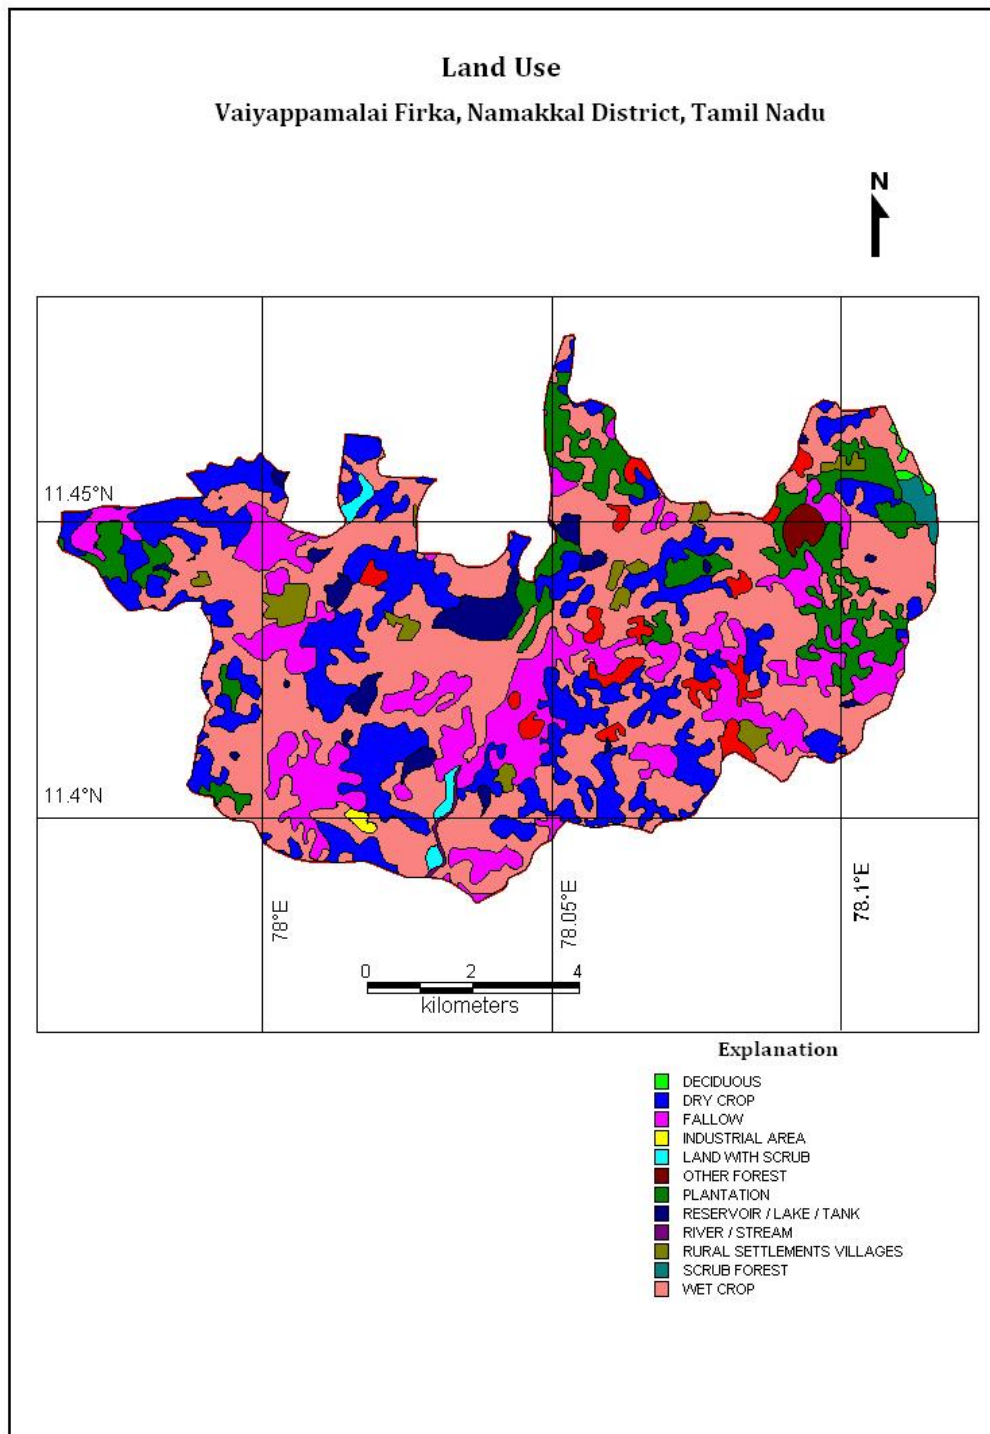 Land Use
Vaiyappamalai Firka, Namakkal District, Tamil Nadu
N
11.45°N
11.4°N
78°E
78.05°E
78.1°E
0 2 4
kilometers
Explanation
DECIDUOUS
DRY CROP
FALLOW
INDUSTRIAL AREA
LAND WITH SCRUB
OTHER FOREST
PLANTATION
RESERVOIR / LAKE / TANK
RIVER / STREAM
RURAL SETTLEMENTS VILLAGES
SCRUB FOREST
WET CROP